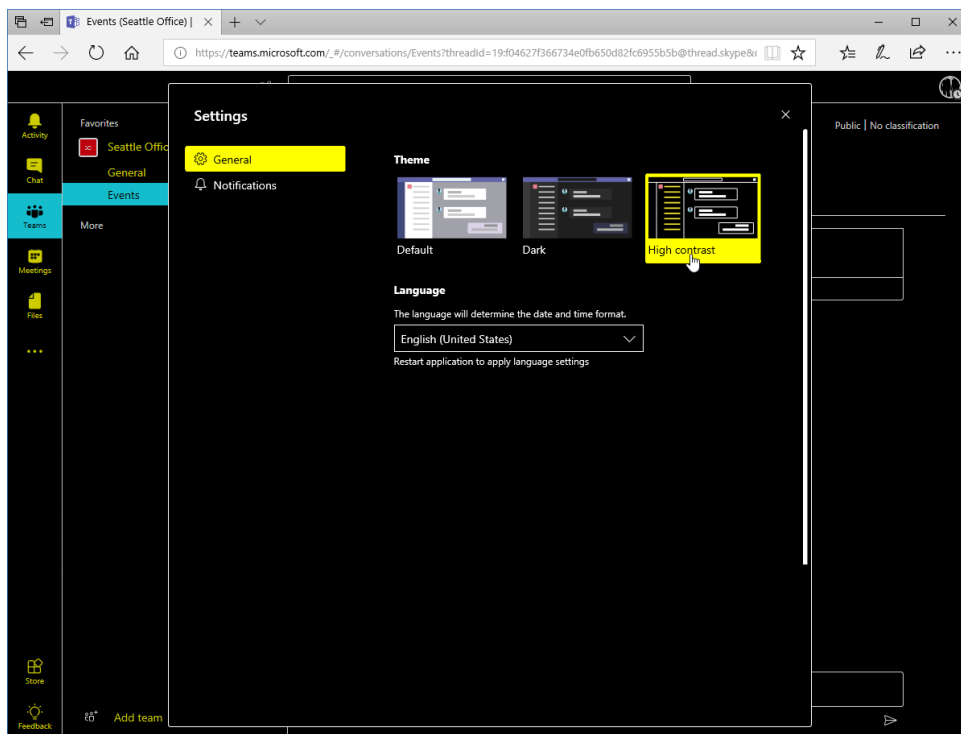 Events (Seattle Office) |
https://teams.microsoft.com/_#/conversations/Events?threadId=19:f04627f366734e0fb650d82fc6955b5b@thread.skype&
Activity
Chat
Teams
Meetings
Files
Store
Feedback
Favorites
Seattle Offic
General
Events
More
Add team
Settings
General
Notifications
Theme
Default
Dark
High contrast
Language
The language will determine the date and time format.
English (United States)
Restart application to apply language settings
Public | No classification